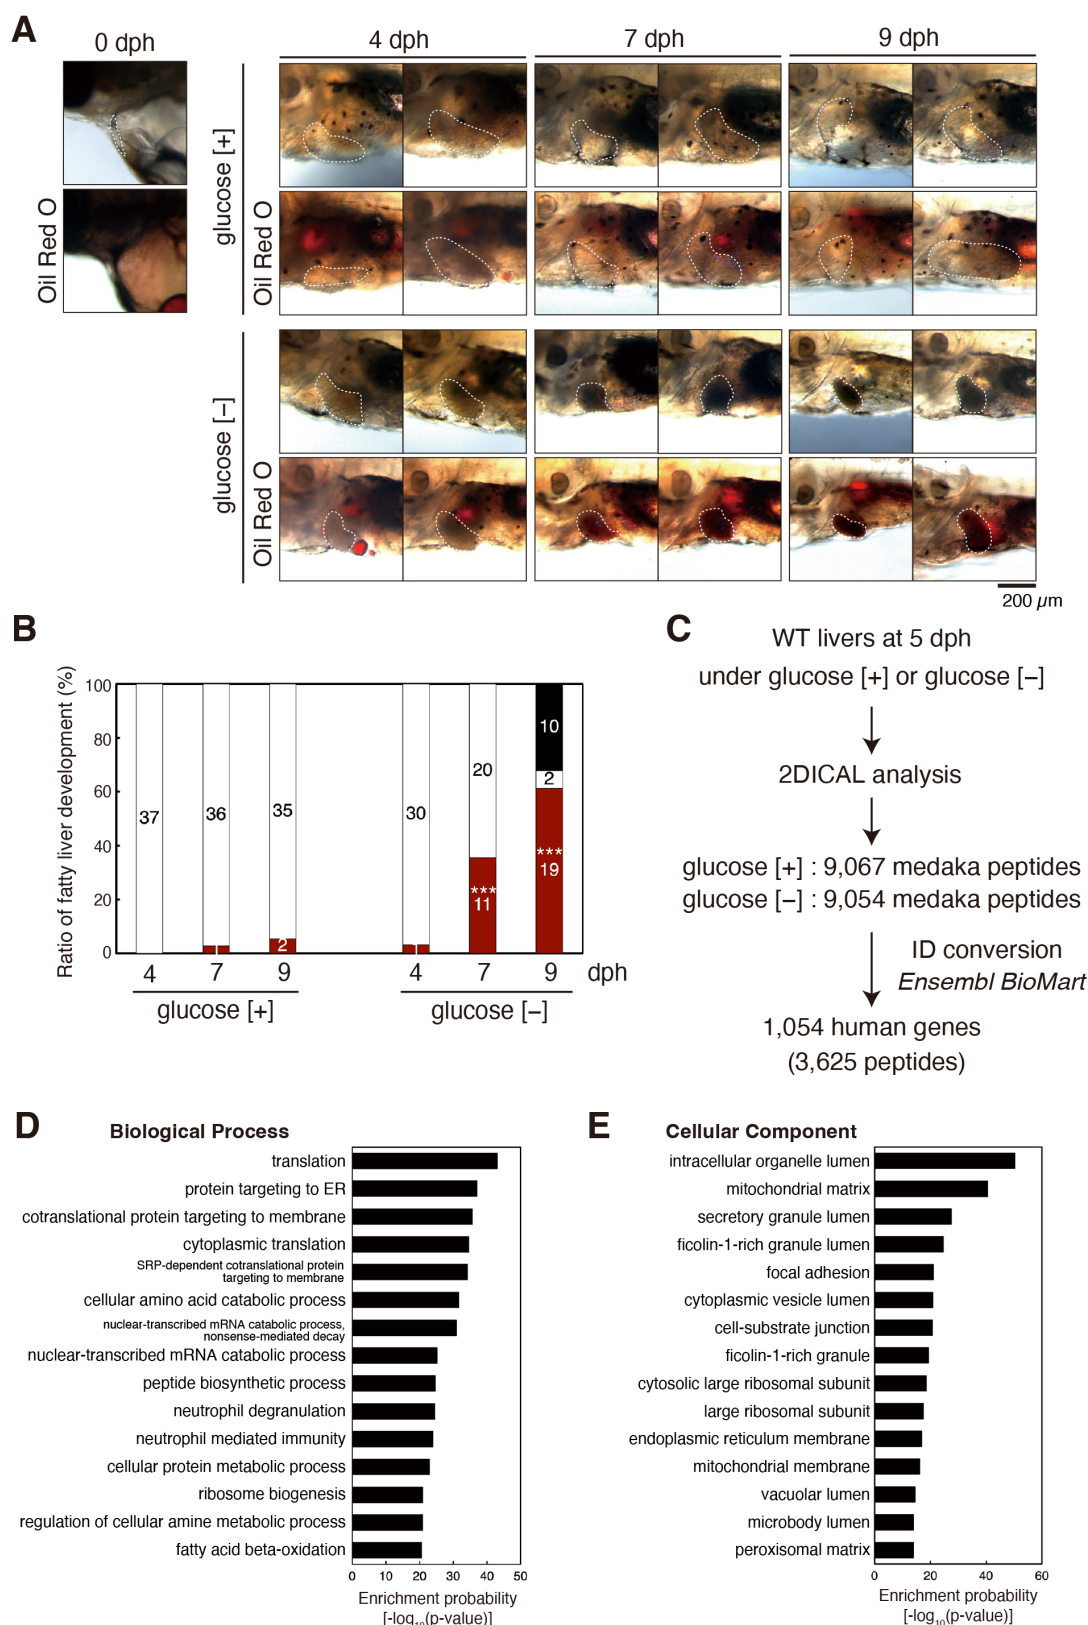 A
0 dph
4 dph
7 dph
9 dph
Oil Red O
glucose [+]
Oil Red O
glucose [–]
Oil Red O
200 µm
B
Ratio of fatty liver development (%)
100
80
60
40
20
0
37
36
1
35
2
30
1
20
***
11
10
2
***
19
4
7
9
4
7
9
dph
glucose [+]
glucose [–]
C
WT livers at 5 dph
under glucose [+] or glucose [–]
2DICAL analysis
glucose [+] : 9,067 medaka peptides
glucose [–] : 9,054 medaka peptides
ID conversion
Ensembl BioMart
1,054 human genes
(3,625 peptides)
D
Biological Process
translation
protein targeting to ER
cotranslational protein targeting to membrane
cytoplasmic translation
SRP-dependent cotranslational protein
targeting to membrane
cellular amino acid catabolic process
nuclear-transcribed mRNA catabolic process,
nonsense-mediated decay
nuclear-transcribed mRNA catabolic process
peptide biosynthetic process
neutrophil degranulation
neutrophil mediated immunity
cellular protein metabolic process
ribosome biogenesis
regulation of cellular amine metabolic process
fatty acid beta-oxidation
0 10 20 30 40 50
Enrichment probability
[-log10(p-value)]
E
Cellular Component
intracellular organelle lumen
mitochondrial matrix
secretory granule lumen
ficolin-1-rich granule lumen
focal adhesion
cytoplasmic vesicle lumen
cell-substrate junction
ficolin-1-rich granule
cytosolic large ribosomal subunit
large ribosomal subunit
endoplasmic reticulum membrane
mitochondrial membrane
vacuolar lumen
microbody lumen
peroxisomal matrix
0 20 40 60
Enrichment probability
[-log10(p-value)]